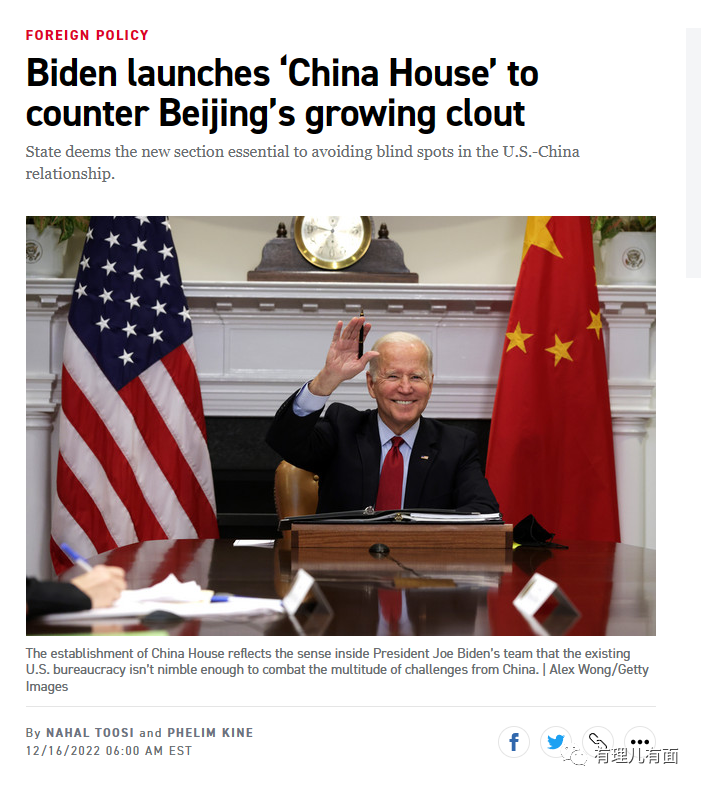 FOREIGN POLICY
Biden launches ‘China House’ to
counter Beijing’s growing clout
State deems the new section essential to avoiding blind spots in the U.S.-China
relationship.
The establishment of China House reflects the sense inside President Joe Biden’s team that the existing
U.S. bureaucracy isn’t nimble enough to combat the multitude of challenges from China. | Alex Wong/Getty
Images
By NAHAL TOOSI and PHELIM KINE
12/16/2022 06:00 AM EST
有理儿有面